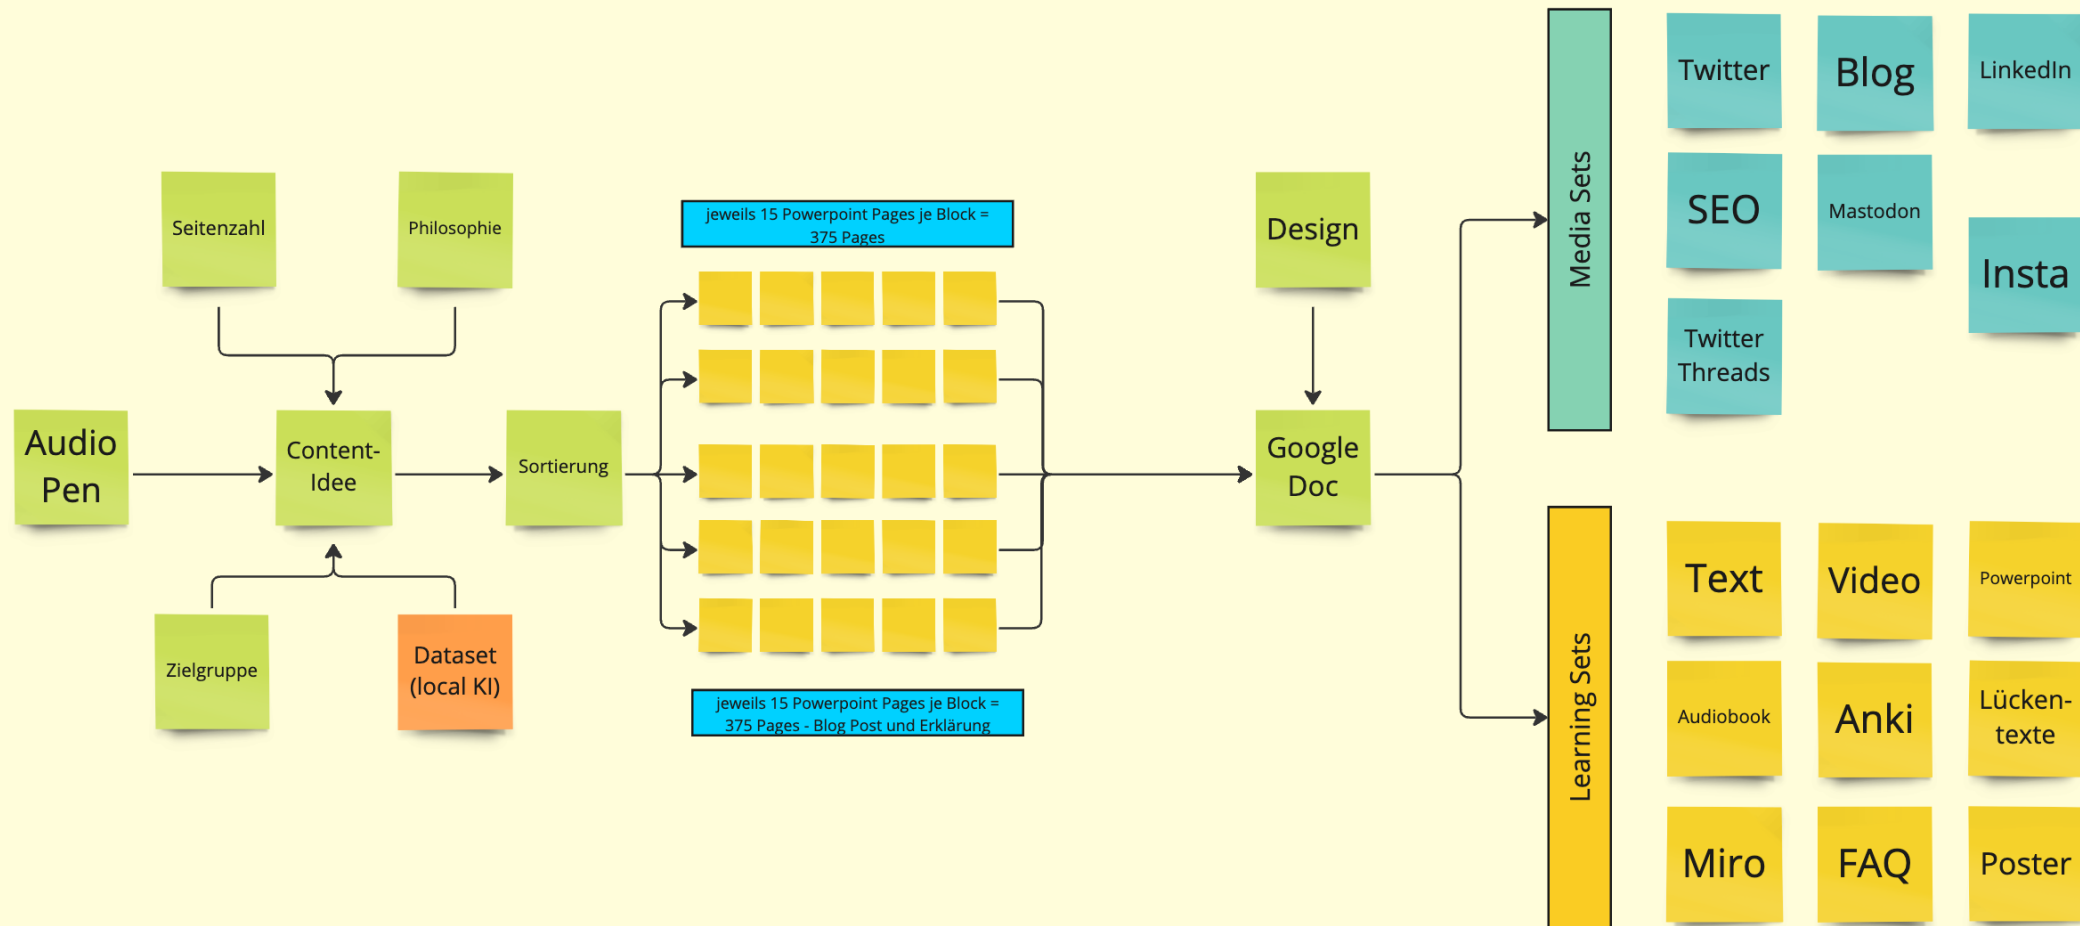 Audio
Pen
Seitenzahl
Philosophie
Content-
Idee
Zielgruppe
Dataset
(local KI)
Sortierung
jeweils 15 Powerpoint Pages je Block =
375 Pages
jeweils 15 Powerpoint Pages je Block =
375 Pages - Blog Post und Erklärung
Design
Google
Doc
Media Sets
Twitter
Blog
LinkedIn
SEO
Mastodon
Insta
Twitter
Threads
Learning Sets
Text
Video
Powerpoint
Audiobook
Anki
Lücken-
texte
Miro
FAQ
Poster